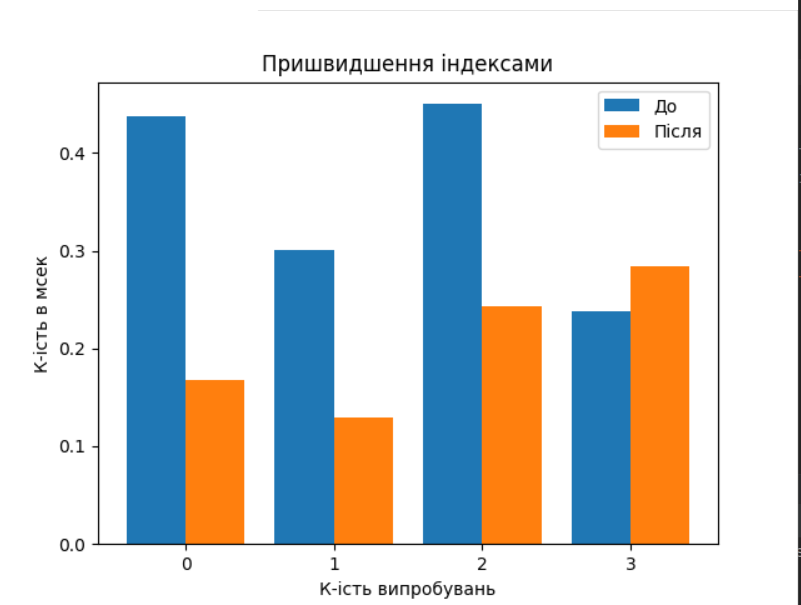 Пришвидшення індексами
До
Після
К-ість в мсек
0.4
0.3
0.2
0.1
0.0
0 1 2 3
К-ість випробувань